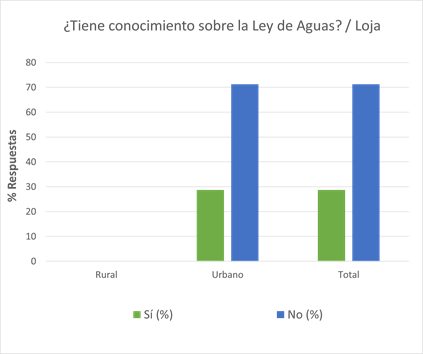 ¿Tiene conocimiento sobre la Ley de Aguas? / Loja
% Respuestas
80
70
60
50
40
30
20
10
0
Rural Urbano Total
Sí (%) No (%)